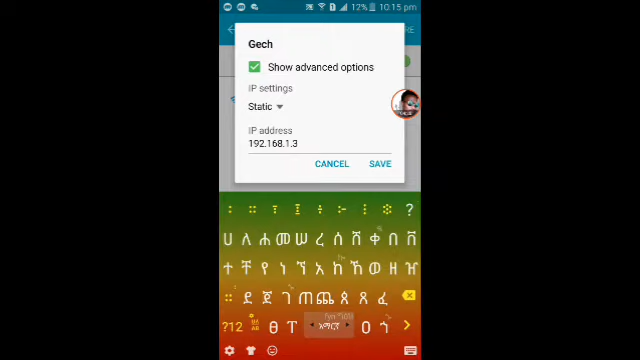 12% 10:15 pm
Gech
Show advanced options
IP settings
Static
IP address
192.168.1.3
CANCEL SAVE
?
ሀ ለ ሐ መ ሠ ረ ሰ ሸ ቀ በ ቨ
ተ ቸ የ ነ ኘ አ ከ ኸ ወ ዘ ዠ
፡፡ ደ ጀ ገ ጠ ጨ ጰ ጸ ፈ
?12 ፀ ፐ አማርኛ ዐ ኀ